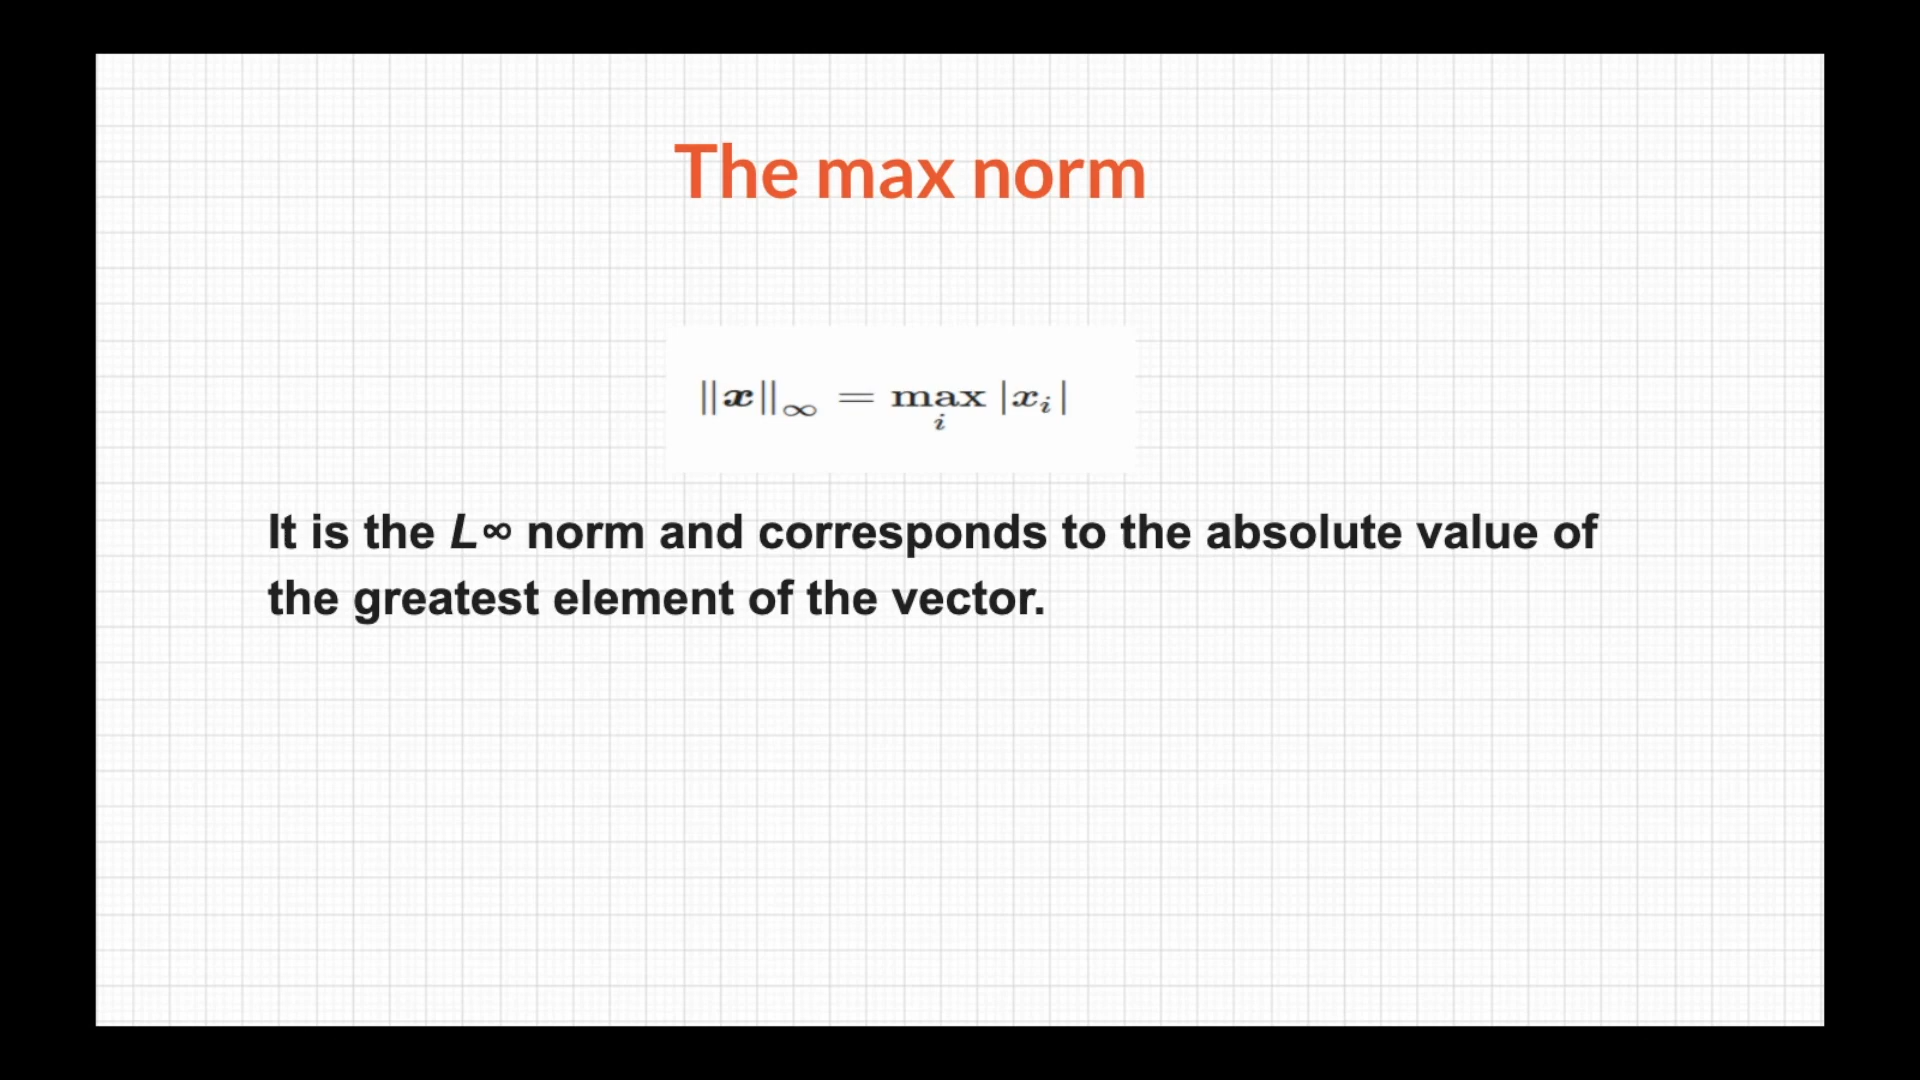 The max norm
||x||∞ = max |xi|
i
It is the L∞ norm and corresponds to the absolute value of
the greatest element of the vector.